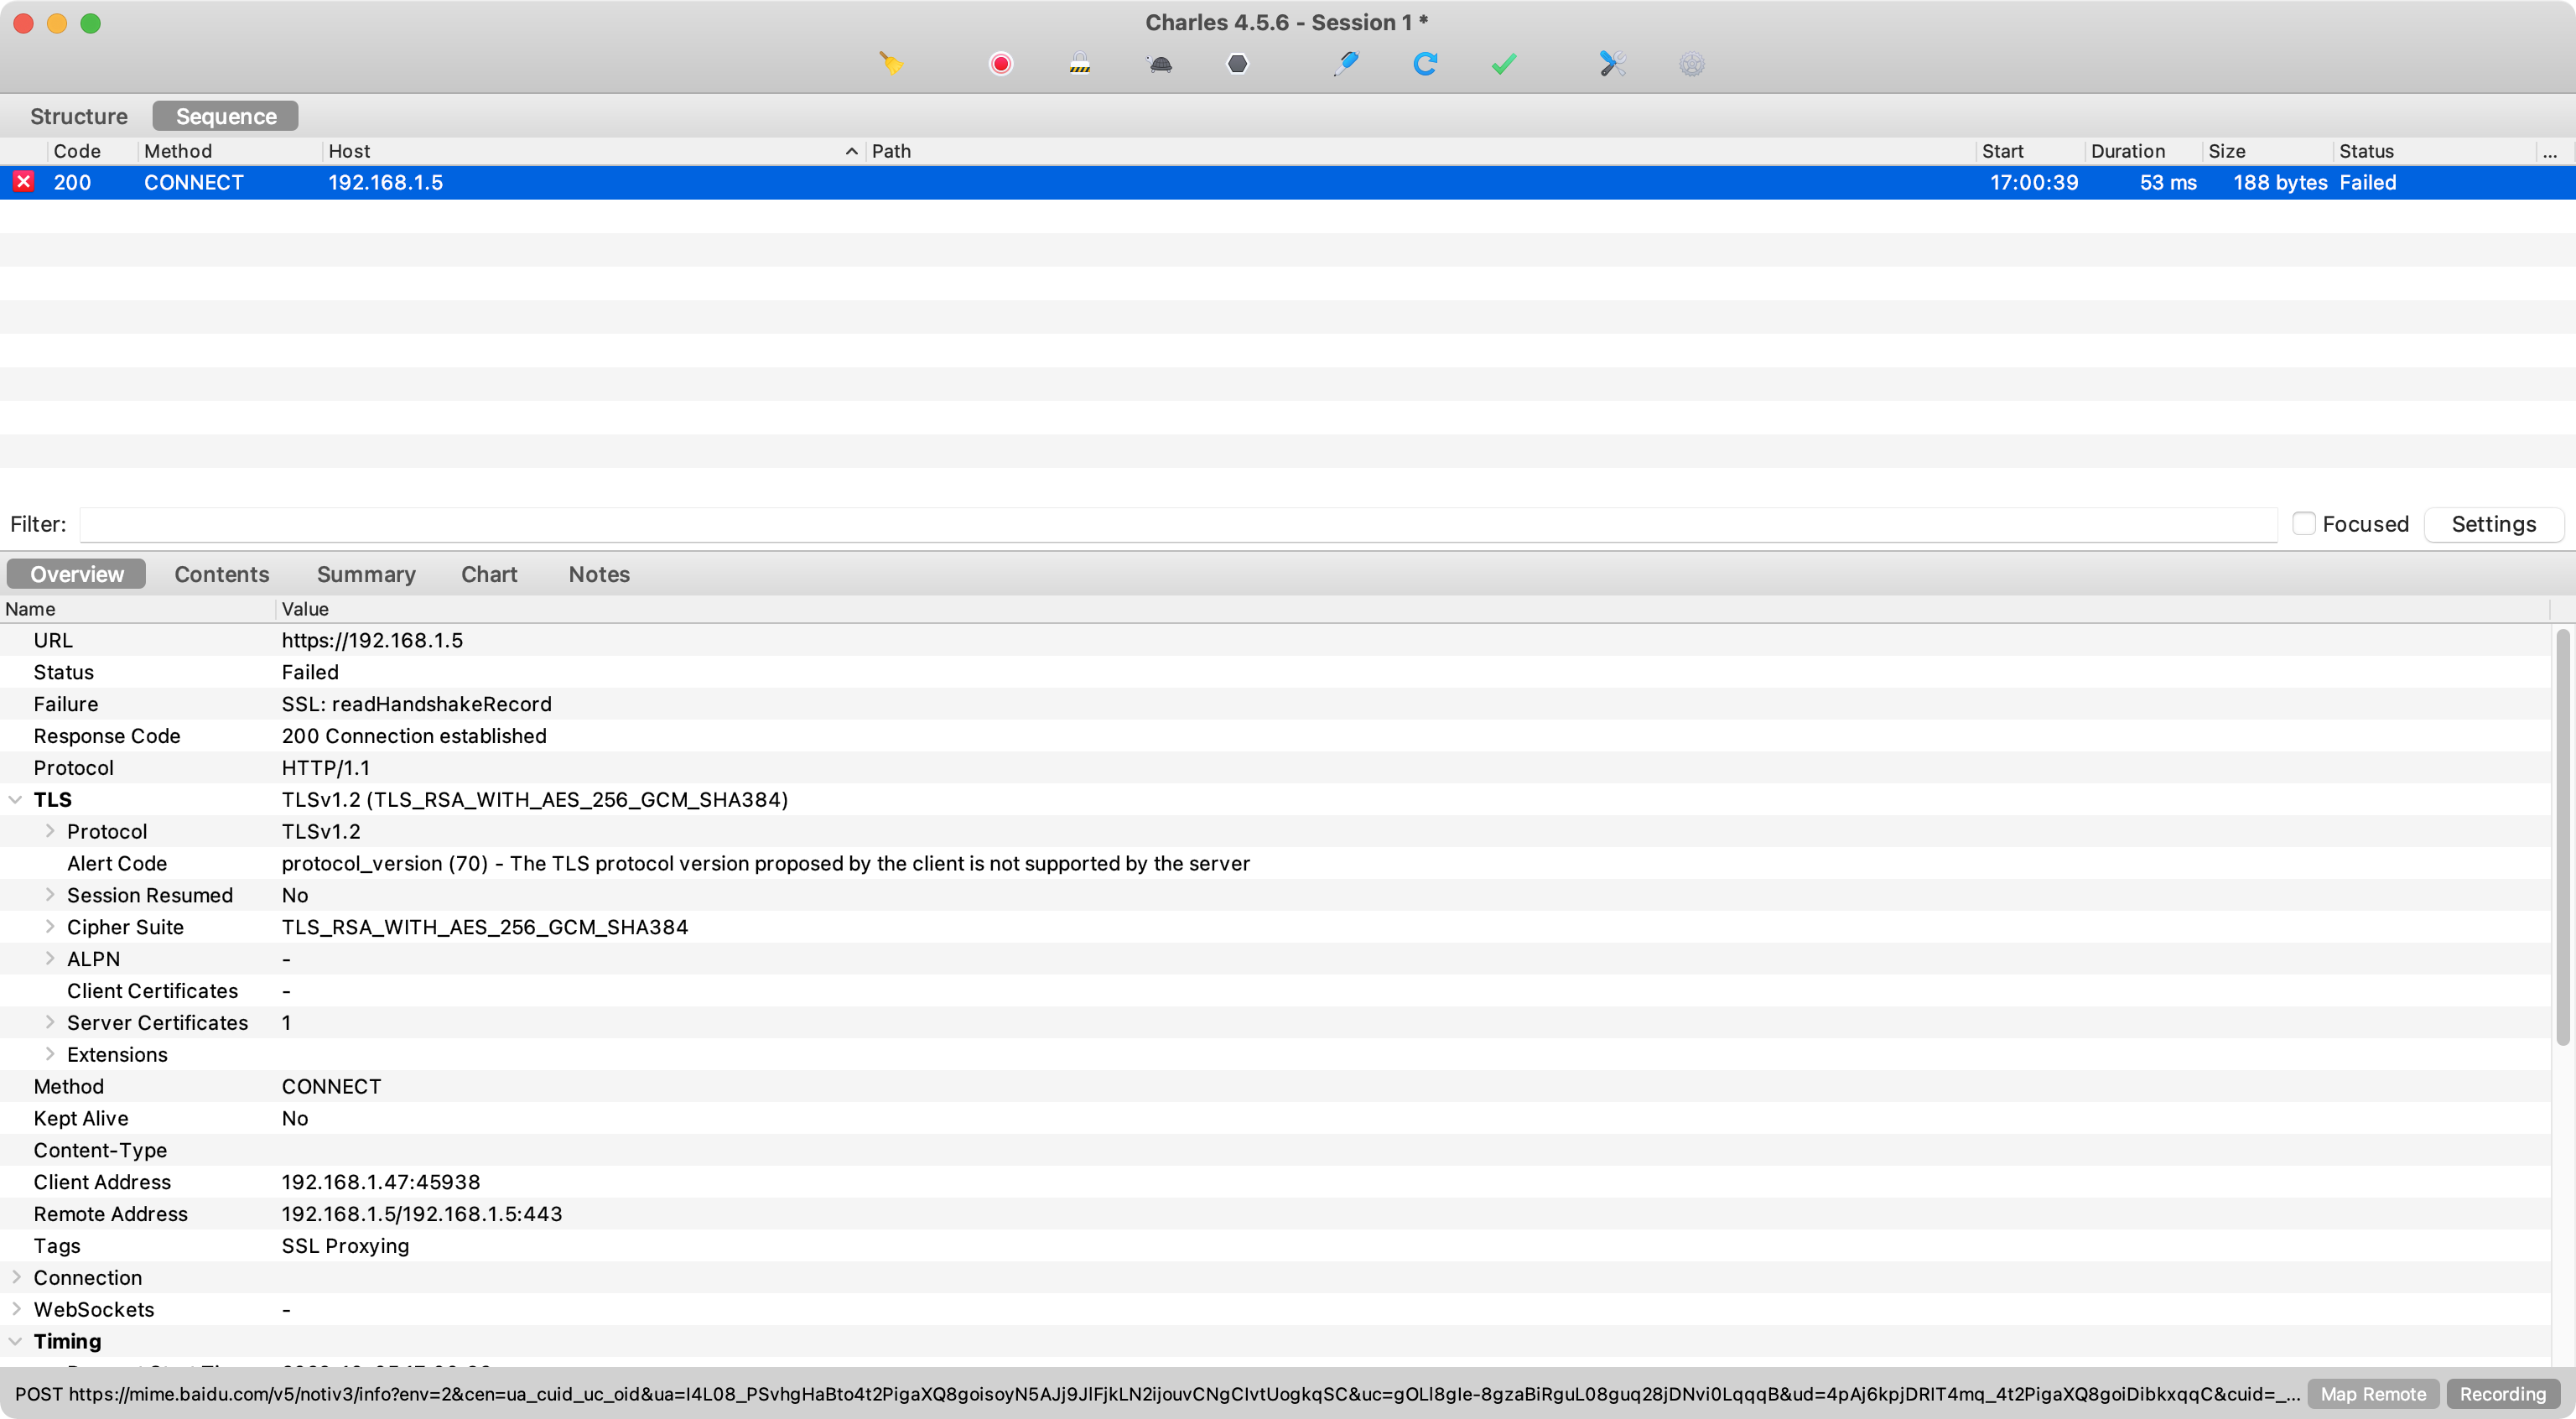 Charles 4.5.6 - Session 1 *
Structure Sequence
Code Method Host Path Start Duration Size Status ...
200 CONNECT 192.168.1.5 17:00:39 53 ms 188 bytes Failed
Filter: Focused Settings
Overview Contents Summary Chart Notes
Name Value
URL https://192.168.1.5
Status Failed
Failure SSL: readHandshakeRecord
Response Code 200 Connection established
Protocol HTTP/1.1
TLS TLSv1.2 (TLS_RSA_WITH_AES_256_GCM_SHA384)
Protocol TLSv1.2
Alert Code protocol_version (70) - The TLS protocol version proposed by the client is not supported by the server
Session Resumed No
Cipher Suite TLS_RSA_WITH_AES_256_GCM_SHA384
ALPN -
Client Certificates -
Server Certificates 1
Extensions
Method CONNECT
Kept Alive No
Content-Type
Client Address 192.168.1.47:45938
Remote Address 192.168.1.5/192.168.1.5:443
Tags SSL Proxying
Connection
WebSockets -
Timing
POST https://mime.baidu.com/v5/notiv3/info?env=2&cen=ua_cuid_uc_oid&ua=I4L08_PSvhgHaBto4t2PigaXQ8goisoyN5AJj9JlFjkLN2ijouvCNgCIvtUOgkqSC&uc=gOLI8gIe-8gzaBiRguL08guq28jDNvi0LqqqB&ud=4pAj6kpjDRIT4mq_4t2PigaXQ8goiDibkxqqC&cuid=_... Map Remote Recording